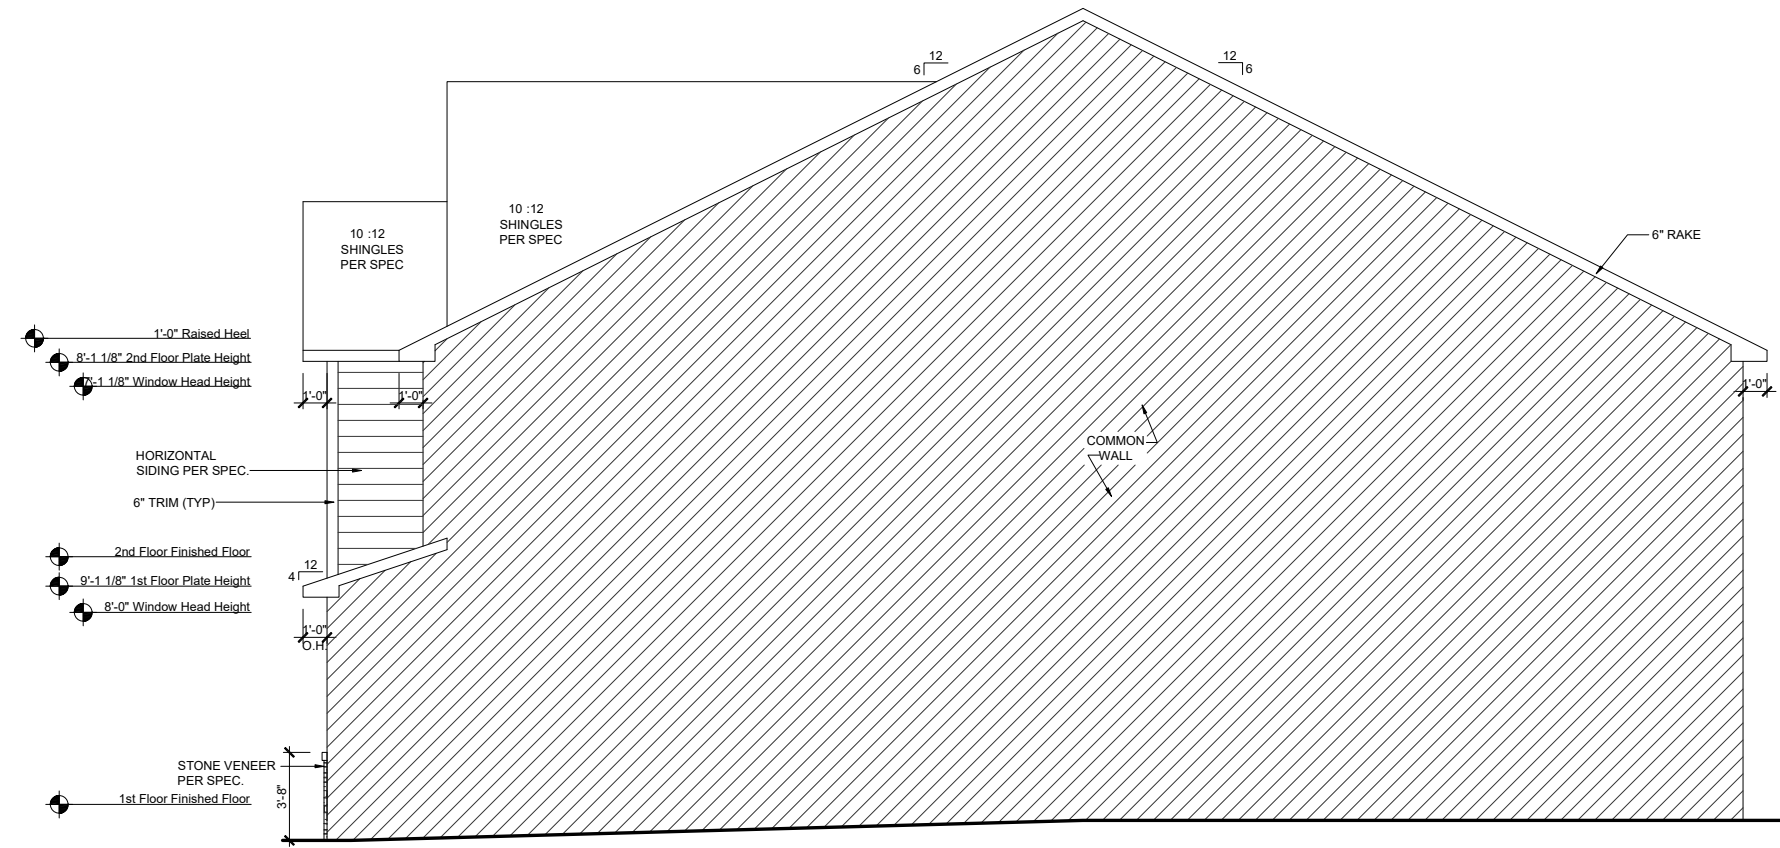 12
6
12
6
10 :12
SHINGLES
PER SPEC
10 :12
SHINGLES
PER SPEC
6" RAKE
1'-0" Raised Heel
8'-1 1/8" 2nd Floor Plate Height
7'-1 1/8" Window Head Height
1'-0"
1'-0"
1'-0"
COMMON
WALL
HORIZONTAL
SIDING PER SPEC.
6" TRIM (TYP)
2nd Floor Finished Floor
12
4
9'-1 1/8" 1st Floor Plate Height
8'-0" Window Head Height
1'-0"
O.H.
STONE VENEER
PER SPEC.
3'-8"
1st Floor Finished Floor